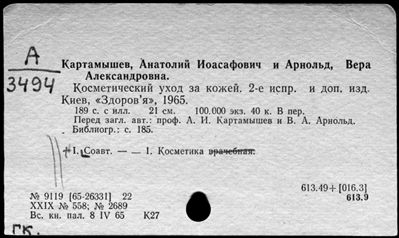 А
3494
Картамышев, Анатолий Иоасафович и Арнольд, Вера
Александровна.
Косметический уход за кожей. 2-е испр. и доп. изд.
Киев, «Здоров'я», 1965.
189 с. с илл. 21 см. 100.000 экз. 40 к. В пер.
Перед загл. авт.: проф. А. И. Картамышев и В. А. Арнольд.
Библиогр.: с. 185.
I. Соавт. — — 1. Косметика врачебная.
613.49+[016.3]
№ 9119 [65-26331] 22
613.9
XXIX № 558; № 2689
Вс. кн. пал. 8 IV 65 К27
гк.